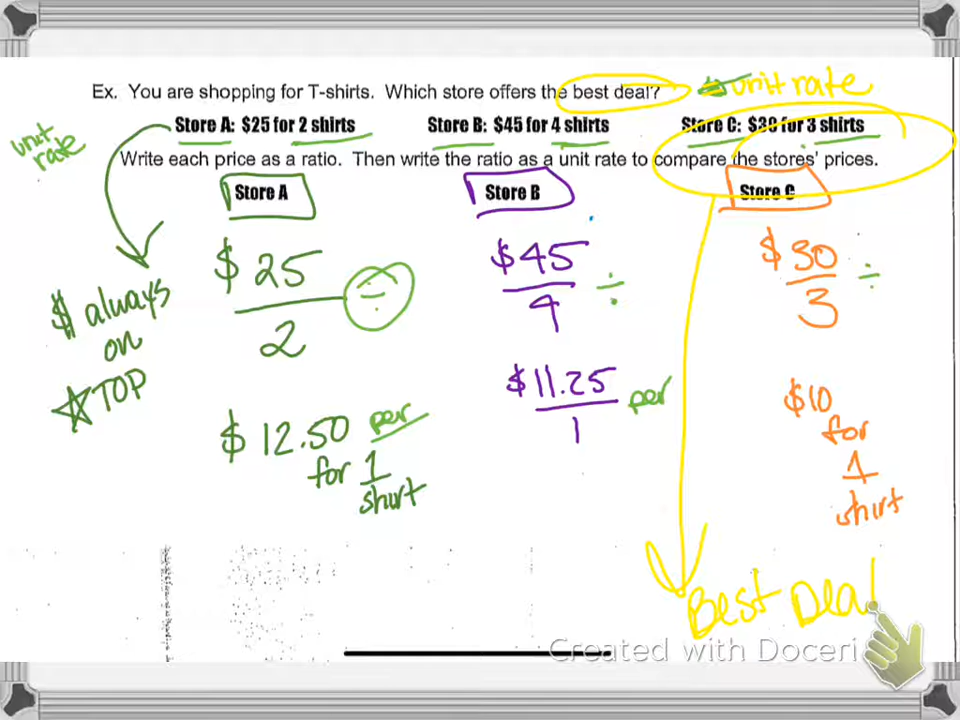 Ex. You are shopping for T-shirts. Which store offers the best deal? unit rate
Store A: $25 for 2 shirts Store B: $45 for 4 shirts Store C: $30 for 3 shirts
unit
rate
Write each price as a ratio. Then write the ratio as a unit rate to compare the stores' prices.
Store A Store B Store C
$ 25 ÷
2
$45 ÷
4
$30 ÷
3
$ always
on
TOP
$ 12.50 per
for 1
shirt
$11.25 per
1
$10
for
1
shirt
Best Deal
Created with Doceri